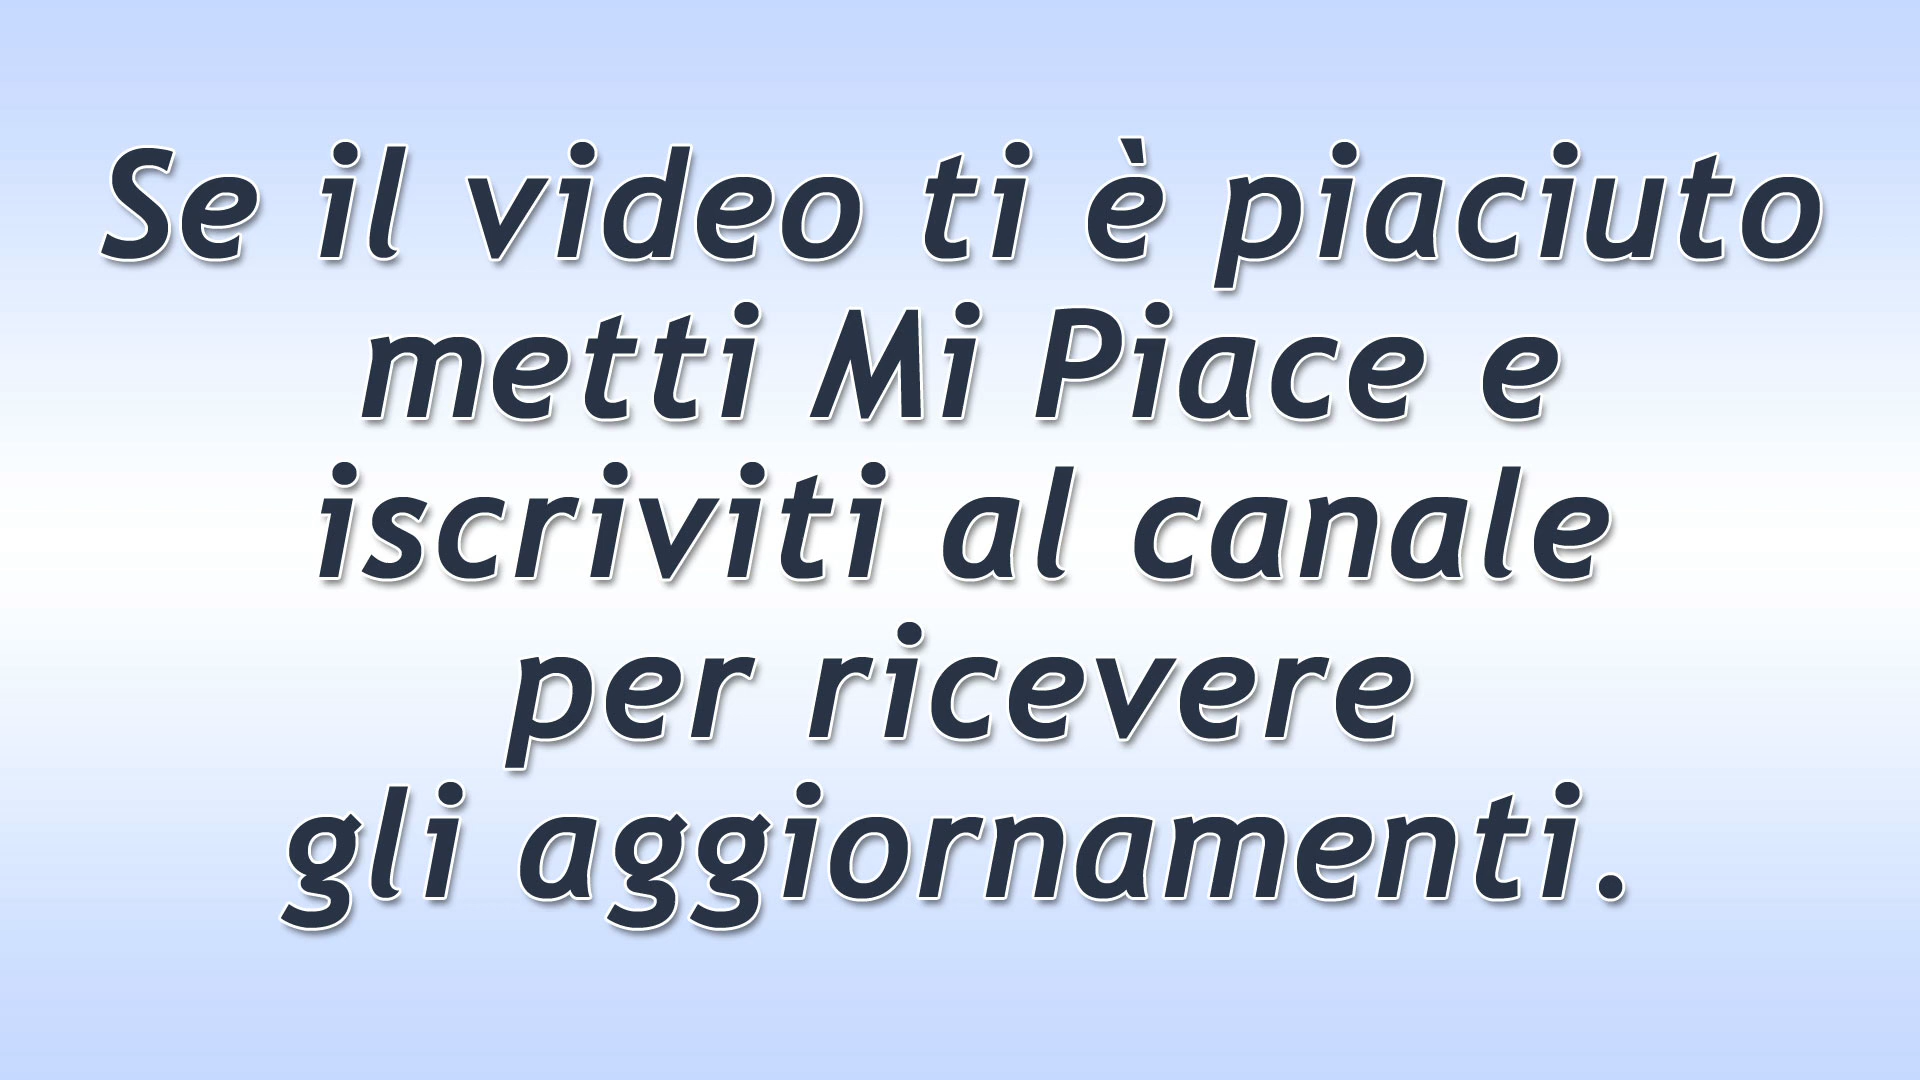 Se il video ti è piaciuto
metti Mi Piace e
iscriviti al canale
per ricevere
gli aggiornamenti.